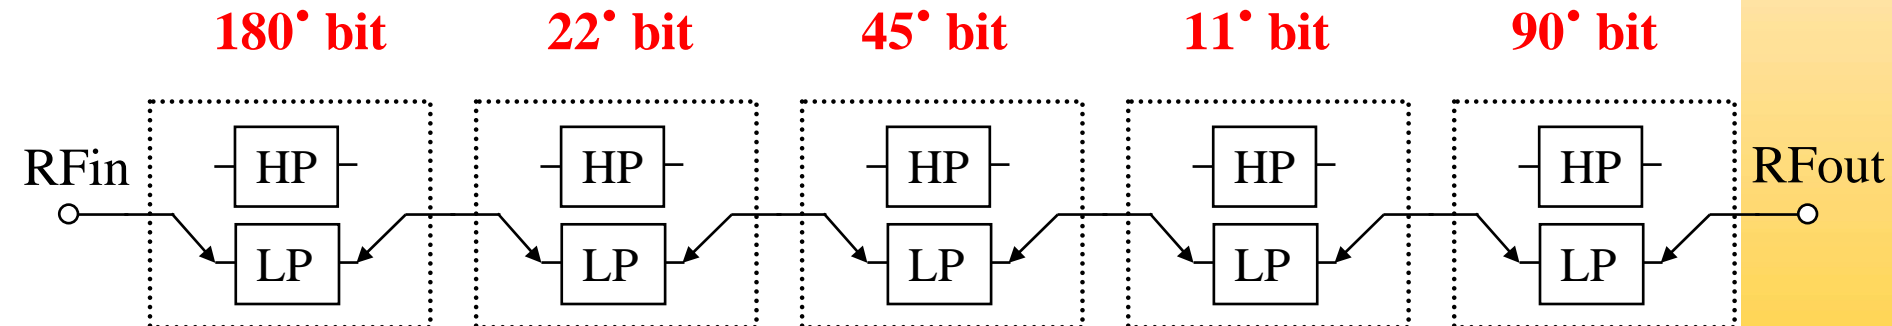 180° bit 22° bit 45° bit 11° bit 90° bit
HP HP HP HP HP
RFin RFout
LP LP LP LP LP